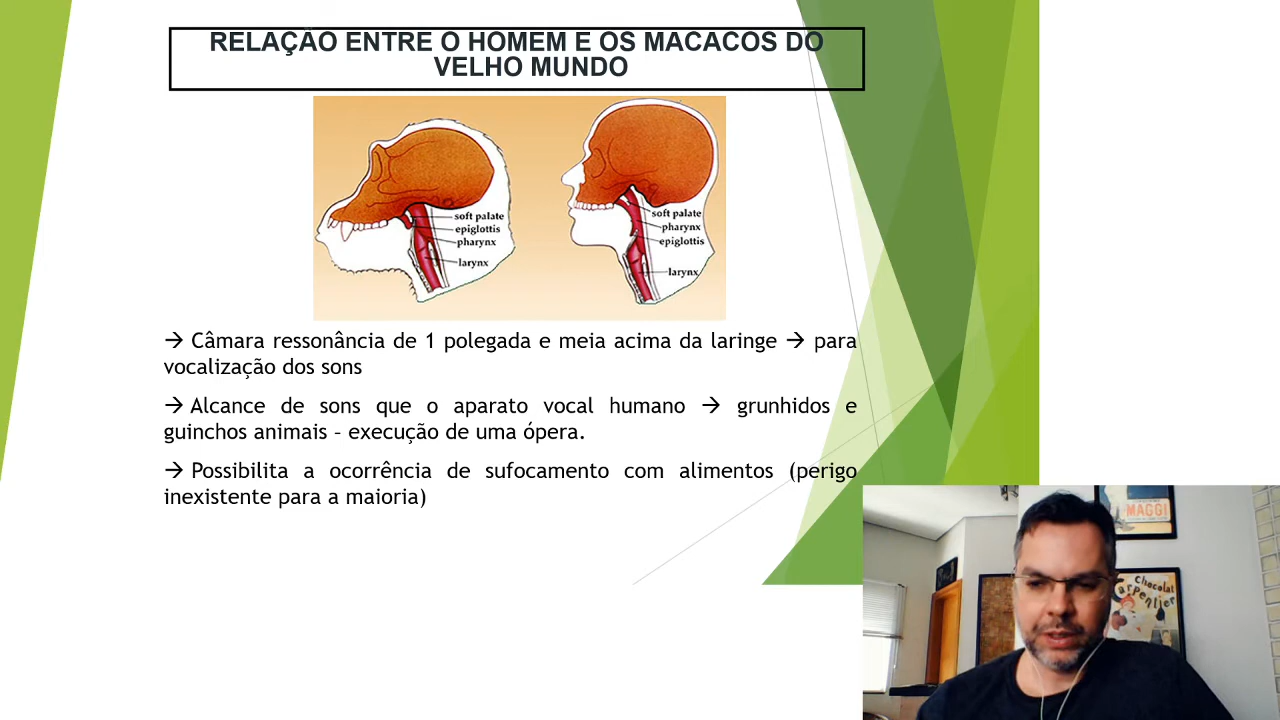 RELAÇÃO ENTRE O HOMEM E OS MACACOS DO
VELHO MUNDO
soft palate
epiglottis
pharynx
larynx
soft palate
pharynx
epiglottis
larynx
→ Câmara ressonância de 1 polegada e meia acima da laringe → para
vocalização dos sons
→ Alcance de sons que o aparato vocal humano → grunhidos e
guinchos animais – execução de uma ópera.
→ Possibilita a ocorrência de sufocamento com alimentos (perigo
inexistente para a maioria)
MAGGI
Chocolat
Carpentier